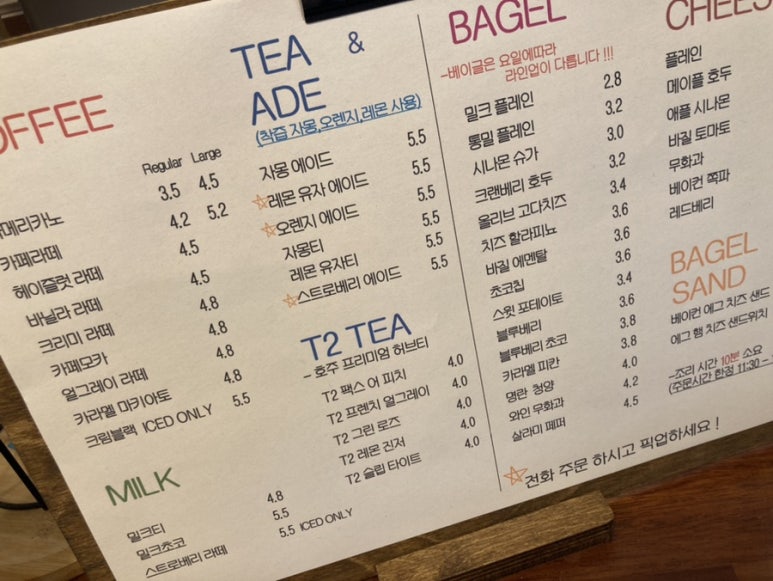 OFFEE
Regular Large
아메리카노 3.5 4.5
카페라떼 4.2 5.2
헤이즐럿 라떼 4.5
바닐라 라떼 4.5
크리미 라떼 4.8
카페모카 4.8
얼그레이 라떼 4.8
카라멜 마키아토 4.8
크림블랙 ICED ONLY 5.5
MILK
밀크티 4.8
밀크초코 5.5
스트로베리 라떼 5.5 ICED ONLY
TEA &
ADE
(착즙 자몽,오렌지,레몬 사용)
자몽 에이드 5.5
☆레몬 유자 에이드 5.5
☆오렌지 에이드 5.5
자몽티 5.5
레몬 유자티 5.5
☆스트로베리 에이드 5.5
T2 TEA
- 호주 프리미엄 허브티
T2 팩스 어 피치 4.0
T2 프렌치 얼그레이 4.0
T2 그린 로즈 4.0
T2 레몬 진저 4.0
T2 슬립 타이트 4.0
BAGEL
-베이글은 요일에따라
라인업이 다릅니다 !!!
밀크 플레인 2.8
통밀 플레인 3.2
시나몬 슈가 3.0
크랜베리 호두 3.2
올리브 고다치즈 3.4
치즈 할라피뇨 3.6
바질 에멘탈 3.6
초코칩 3.4
스윗 포테이토 3.6
블루베리 3.8
블루베리 초코 3.8
카라멜 피칸 4.0
명란 청양 4.2
와인 무화과 4.5
살라미 페퍼
☆전화 주문 하시고 픽업하세요 !
CHEES
플레인
메이플 호두
애플 시나몬
바질 토마토
무화과
베이컨 쪽파
레드베리
BAGEL
SAND
베이컨 에그 치즈 샌드
에그 햄 치즈 샌드위치
-조리 시간 10분 소요
(주문시간 한정 11:30 –